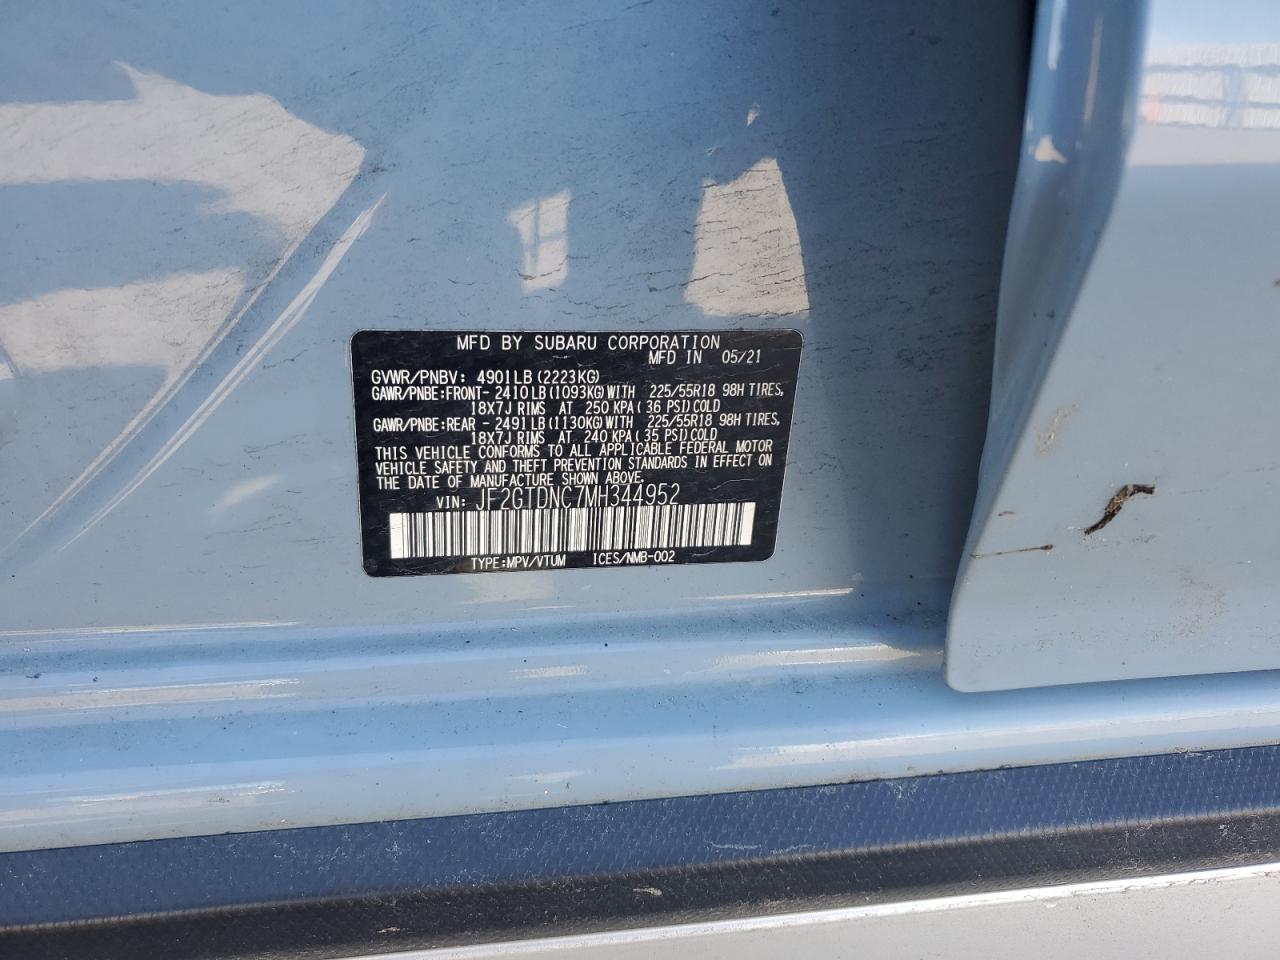 MFD BY SUBARU CORPORATION
MFD IN 05/21
GVWR/PNBV: 4901LB (2223KG)
GAWR/PNBE:FRONT- 2410 LB (1093KG) WITH 225/55R18 98H TIRES,
18X7J RIMS AT 250 KPA ( 36 PSI) COLD
GAWR/PNBE:REAR - 2491 LB (1130KG) WITH 225/55R18 98H TIRES,
18X7J RIMS AT 240 KPA ( 35 PSI) COLD
THIS VEHICLE CONFORMS TO ALL APPLICABLE FEDERAL MOTOR
VEHICLE SAFETY AND THEFT PREVENTION STANDARDS IN EFFECT ON
THE DATE OF MANUFACTURE SHOWN ABOVE.
VIN: JF2GTDNC7MH344952
TYPE:MPV/VTUM ICES/NMB-002